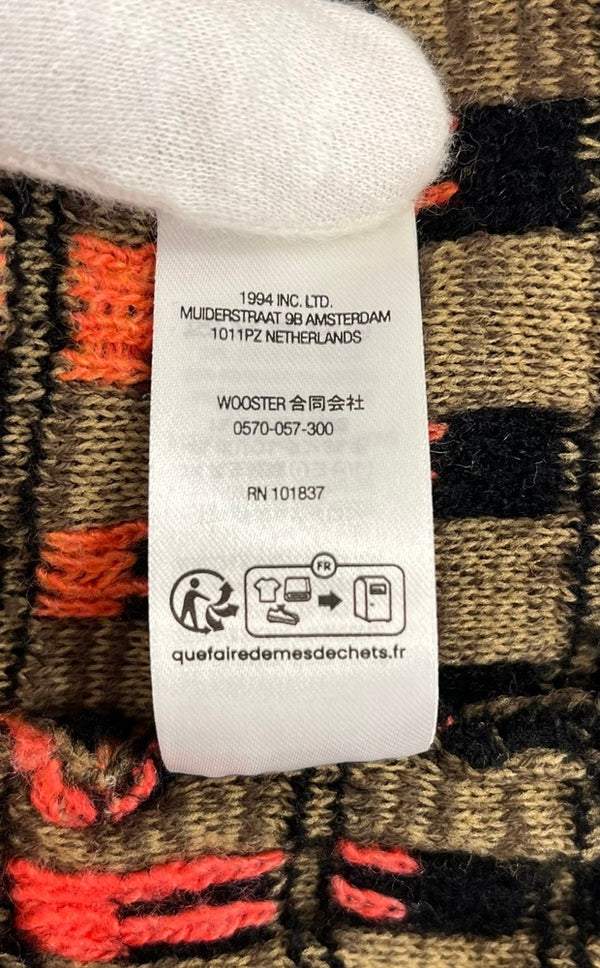 1994 INC. LTD.
MUIDERSTRAAT 9B AMSTERDAM
1011PZ NETHERLANDS
WOOSTER 合同会社
0570-057-300
RN 101837
FR
quefairedemesdechets.fr